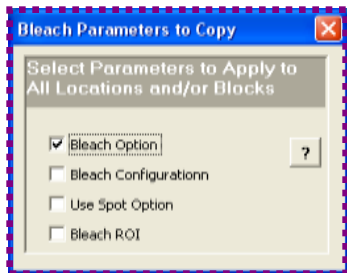 Bleach Parameters to Copy
Select Parameters to Apply to
All Locations and/or Blocks
Bleach Option
?
Bleach Configurationn
Use Spot Option
Bleach ROI